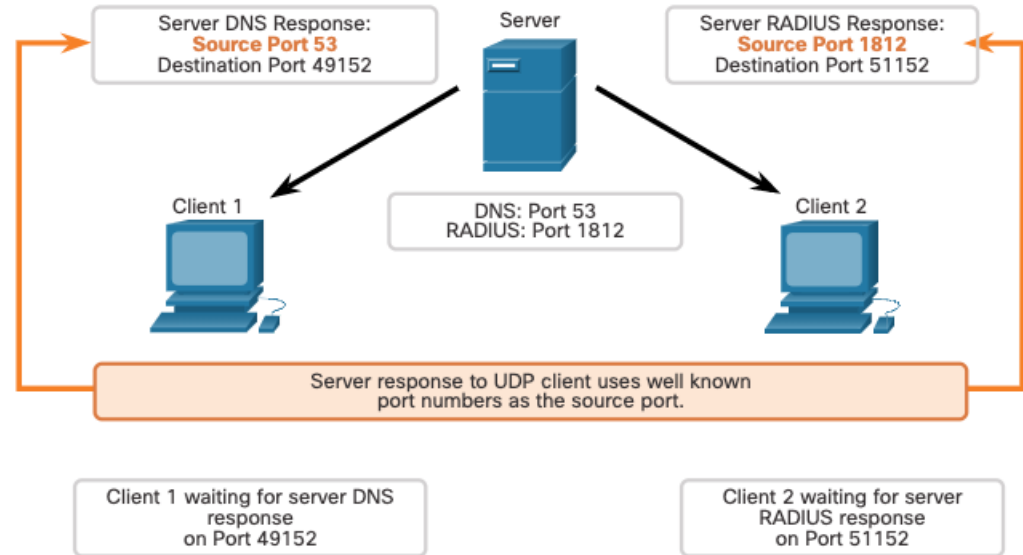 Server DNS Response:
Source Port 53
Destination Port 49152
Server
Server RADIUS Response:
Source Port 1812
Destination Port 51152
Client 1
DNS: Port 53
RADIUS: Port 1812
Client 2
Server response to UDP client uses well known
port numbers as the source port.
Client 1 waiting for server DNS
response
on Port 49152
Client 2 waiting for server
RADIUS response
on Port 51152